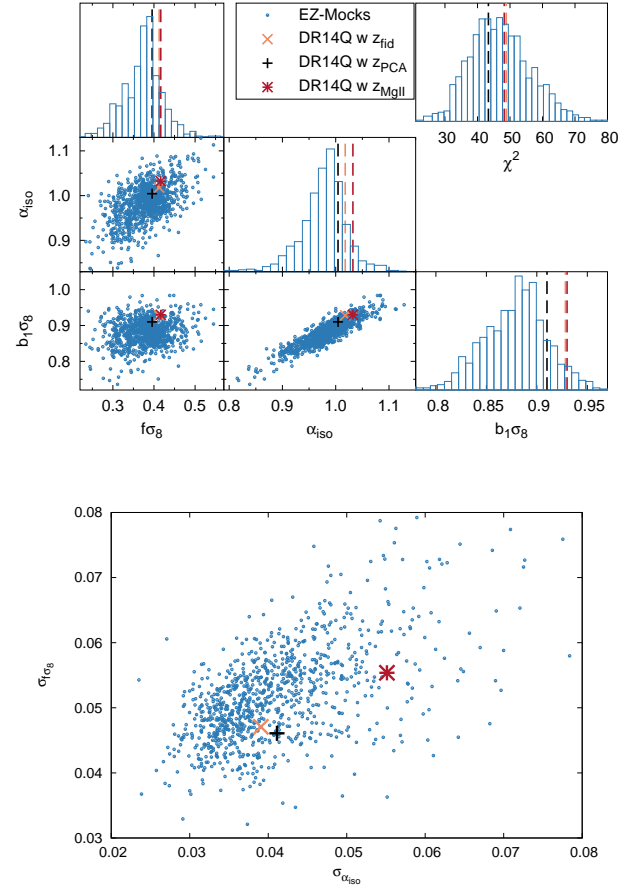 EZ-Mocks
DR14Q w z_fid
DR14Q w z_PCA
DR14Q w z_MgII
30 40 50 60 70 80
χ²
α_iso
1.1
1.0
0.9
b₁σ₈
0.9
0.8
0.3 0.4 0.5
0.8 0.9 1.0 1.1
0.8 0.85 0.9 0.95
fσ₈
α_iso
b₁σ₈
0.08
0.07
0.06
0.05
0.04
0.03
σ_fσ₈
0.02 0.03 0.04 0.05 0.06 0.07 0.08
σ_α_iso